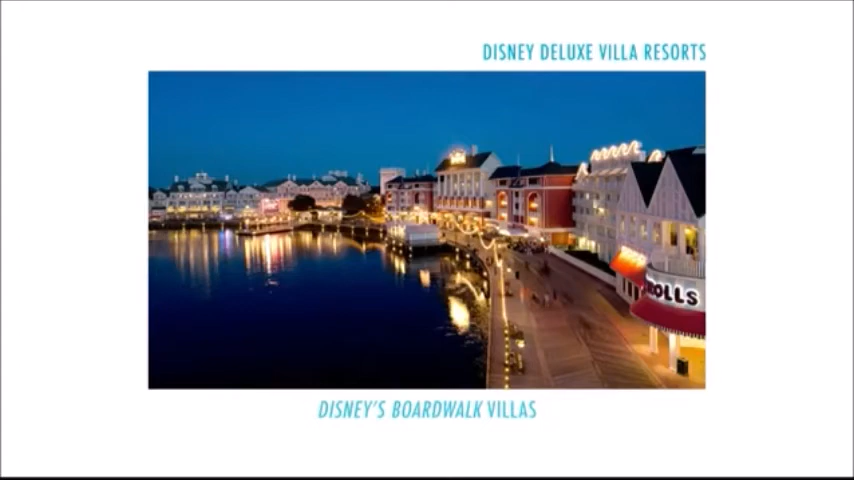 DISNEY DELUXE VILLA RESORTS
ROLLS
DISNEY'S BOARDWALK VILLAS